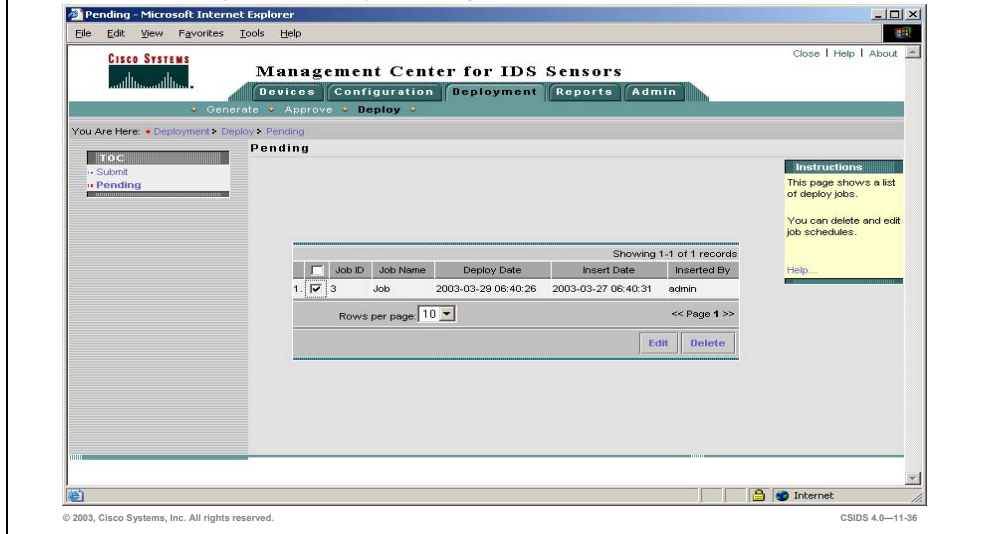 Pending - Microsoft Internet Explorer
File Edit View Favorites Tools Help
Close | Help | About
CISCO SYSTEMS
Management Center for IDS Sensors
Devices Configuration Deployment Reports Admin
Generate Approve Deploy
You Are Here: Deployment > Deploy > Pending
TOC
Submit
Pending
Pending
Instructions
This page shows a list
of deploy jobs.
You can delete and edit
job schedules.
Help...
Showing 1-1 of 1 records
Job ID Job Name Deploy Date Insert Date Inserted By
1. 3 Job 2003-03-29 06:40:26 2003-03-27 06:40:31 admin
Rows per page: 10 << Page 1 >>
Edit Delete
Internet
© 2003, Cisco Systems, Inc. All rights reserved. CSIDS 4.0—11-36